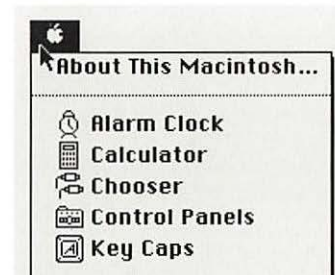 About This Macintosh...
Alarm Clock
Calculator
Chooser
Control Panels
Key Caps